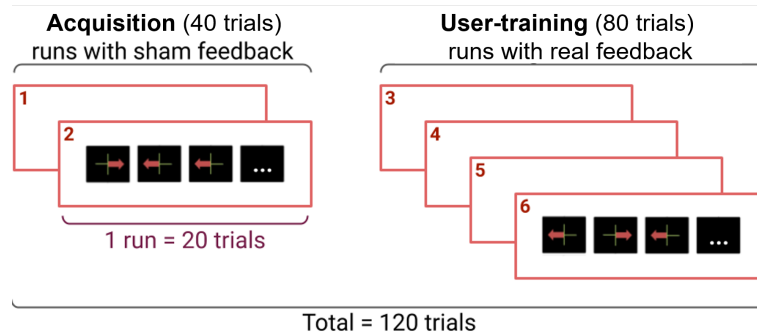 Acquisition (40 trials)
runs with sham feedback
User-training (80 trials)
runs with real feedback
1
2
...
1 run = 20 trials
3
4
5
6
...
Total = 120 trials